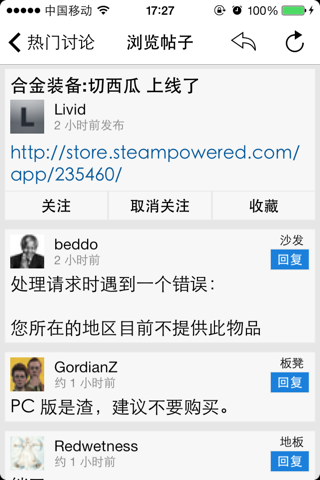 中国移动 17:27
热门讨论 浏览帖子
合金装备:切西瓜 上线了
L
Livid
2 小时前发布
http://store.steampowered.com/
app/235460/
关注 取消关注 收藏
beddo 沙发
2 小时前 回复
处理请求时遇到一个错误:
您所在的地区目前不提供此物品
GordianZ 板凳
约 1 小时前 回复
PC 版是渣，建议不要购买。
Redwetness 地板
约 1 小时前 回复